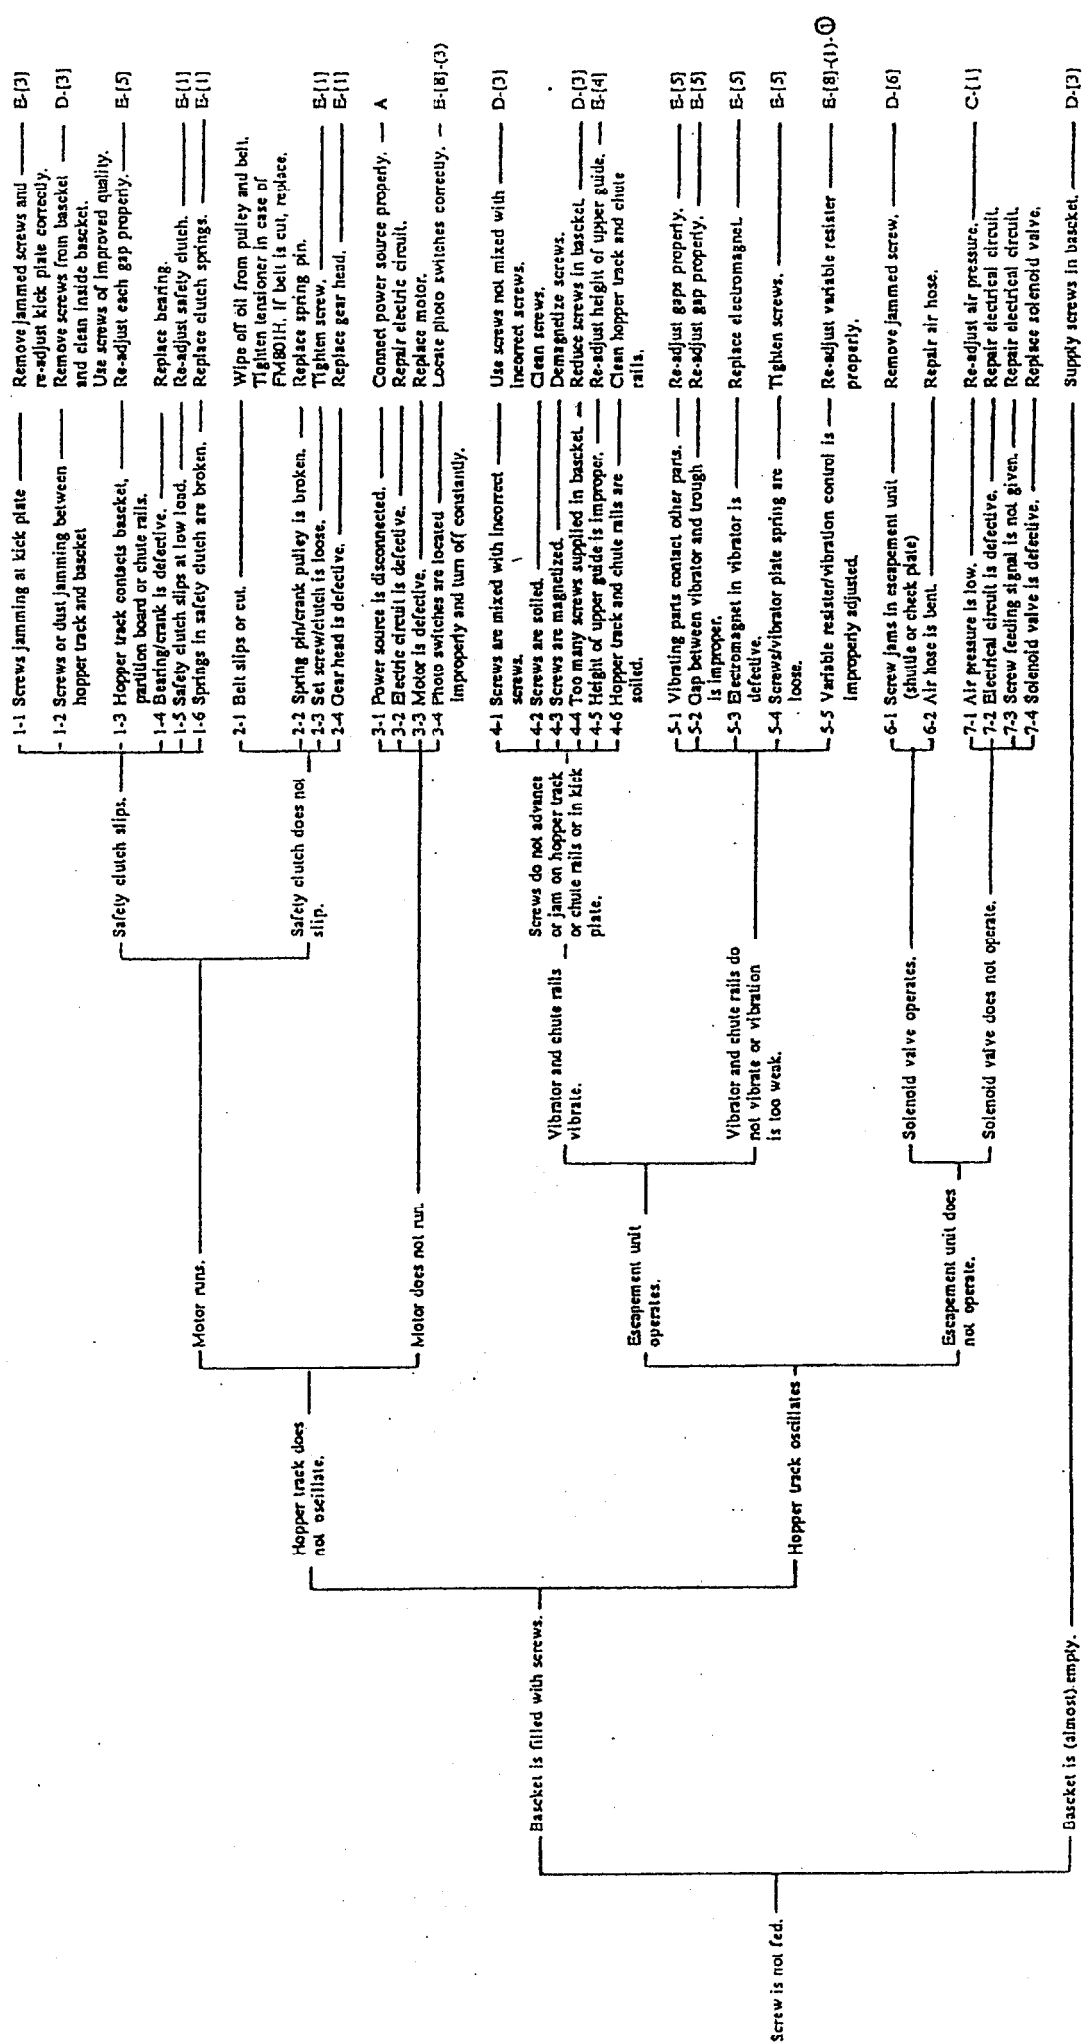 Screw is not fed.
Bascket is filled with screws.
Hopper track does
not oscillate.
Motor runs.
Safety clutch slips.
1-1 Screws jamming at kick plate
Remove jammed screws and
re-adjust kick plate correctly.
E-[3]
1-2 Screws or dust jamming between
hopper track and bascket
Remove screws from bascket
and clean inside bascket.
Use screws of improved quality.
D-[3]
1-3 Hopper track contacts bascket,
partition board or chute rails.
Re-adjust each gap properly.
E-[5]
1-4 Bearing/crank is defective.
Replace bearing.
1-5 Safety clutch slips at low load.
Re-adjust safety clutch.
E-[1]
1-6 Springs in safety clutch are broken.
Replace clutch springs.
E-[1]
Safety clutch does not
slip.
2-1 Belt slips or cut.
Wipe off oil from pulley and belt.
Tighten tensioner in case of
FM801H. If belt is cut, replace.
2-2 Spring pin/crank pulley is broken.
Replace spring pin.
2-3 Set screw/clutch is loose.
Tighten screw.
E-[1]
2-4 Gear head is defective.
Replace gear head.
E-[1]
Motor does not run.
3-1 Power source is disconnected.
Connect power source properly.
A
3-2 Electric circuit is defective.
Repair electric circuit.
3-3 Motor is defective.
Replace motor.
3-4 Photo switches are located
improperly and turn off constantly.
Locate photo switches correctly.
E-[8]-(3)
Hopper track oscillates
Escapement unit
operates.
Vibrator and chute rails
vibrate.
Screws do not advance
or jam on hopper track
or chute rails or in kick
plate.
4-1 Screws are mixed with incorrect
screws.
Use screws not mixed with
incorrect screws.
D-[3]
4-2 Screws are soiled.
Clean screws.
4-3 Screws are magnetized.
Demagnetize screws.
4-4 Too many screws supplied in bascket.
Reduce screws in bascket.
D-[3]
4-5 Height of upper guide is improper.
Re-adjust height of upper guide.
E-[4]
4-6 Hopper track and chute rails are
soiled.
Clean hopper track and chute
rails.
Vibrator and chute rails do
not vibrate or vibration
is too weak.
5-1 Vibrating parts contact other parts.
Re-adjust gaps properly.
E-[5]
5-2 Gap between vibrator and trough
is improper.
Re-adjust gap properly.
E-[5]
5-3 Electromagnet in vibrator is
defective.
Replace electromagnet.
E-[5]
5-4 Screws/vibrator plate spring are
loose.
Tighten screws.
E-[5]
5-5 Variable resister/vibration control is
improperly adjusted.
Re-adjust variable resister
properly.
E-[8]-(1)-①
Escapement unit does
not operate.
Solenoid valve operates.
6-1 Screw jams in escapement unit
(shuttle or check plate)
Remove jammed screw.
D-[6]
6-2 Air hose is bent.
Repair air hose.
Solenoid valve does not operate.
7-1 Air pressure is low.
Re-adjust air pressure.
C-[1]
7-2 Electrical circuit is defective.
Repair electrical circuit.
7-3 Screw feeding signal is not given.
Repair electrical circuit.
7-4 Solenoid valve is defective.
Replace solenoid valve.
Bascket is (almost) empty.
Supply screws in bascket.
D-[3]